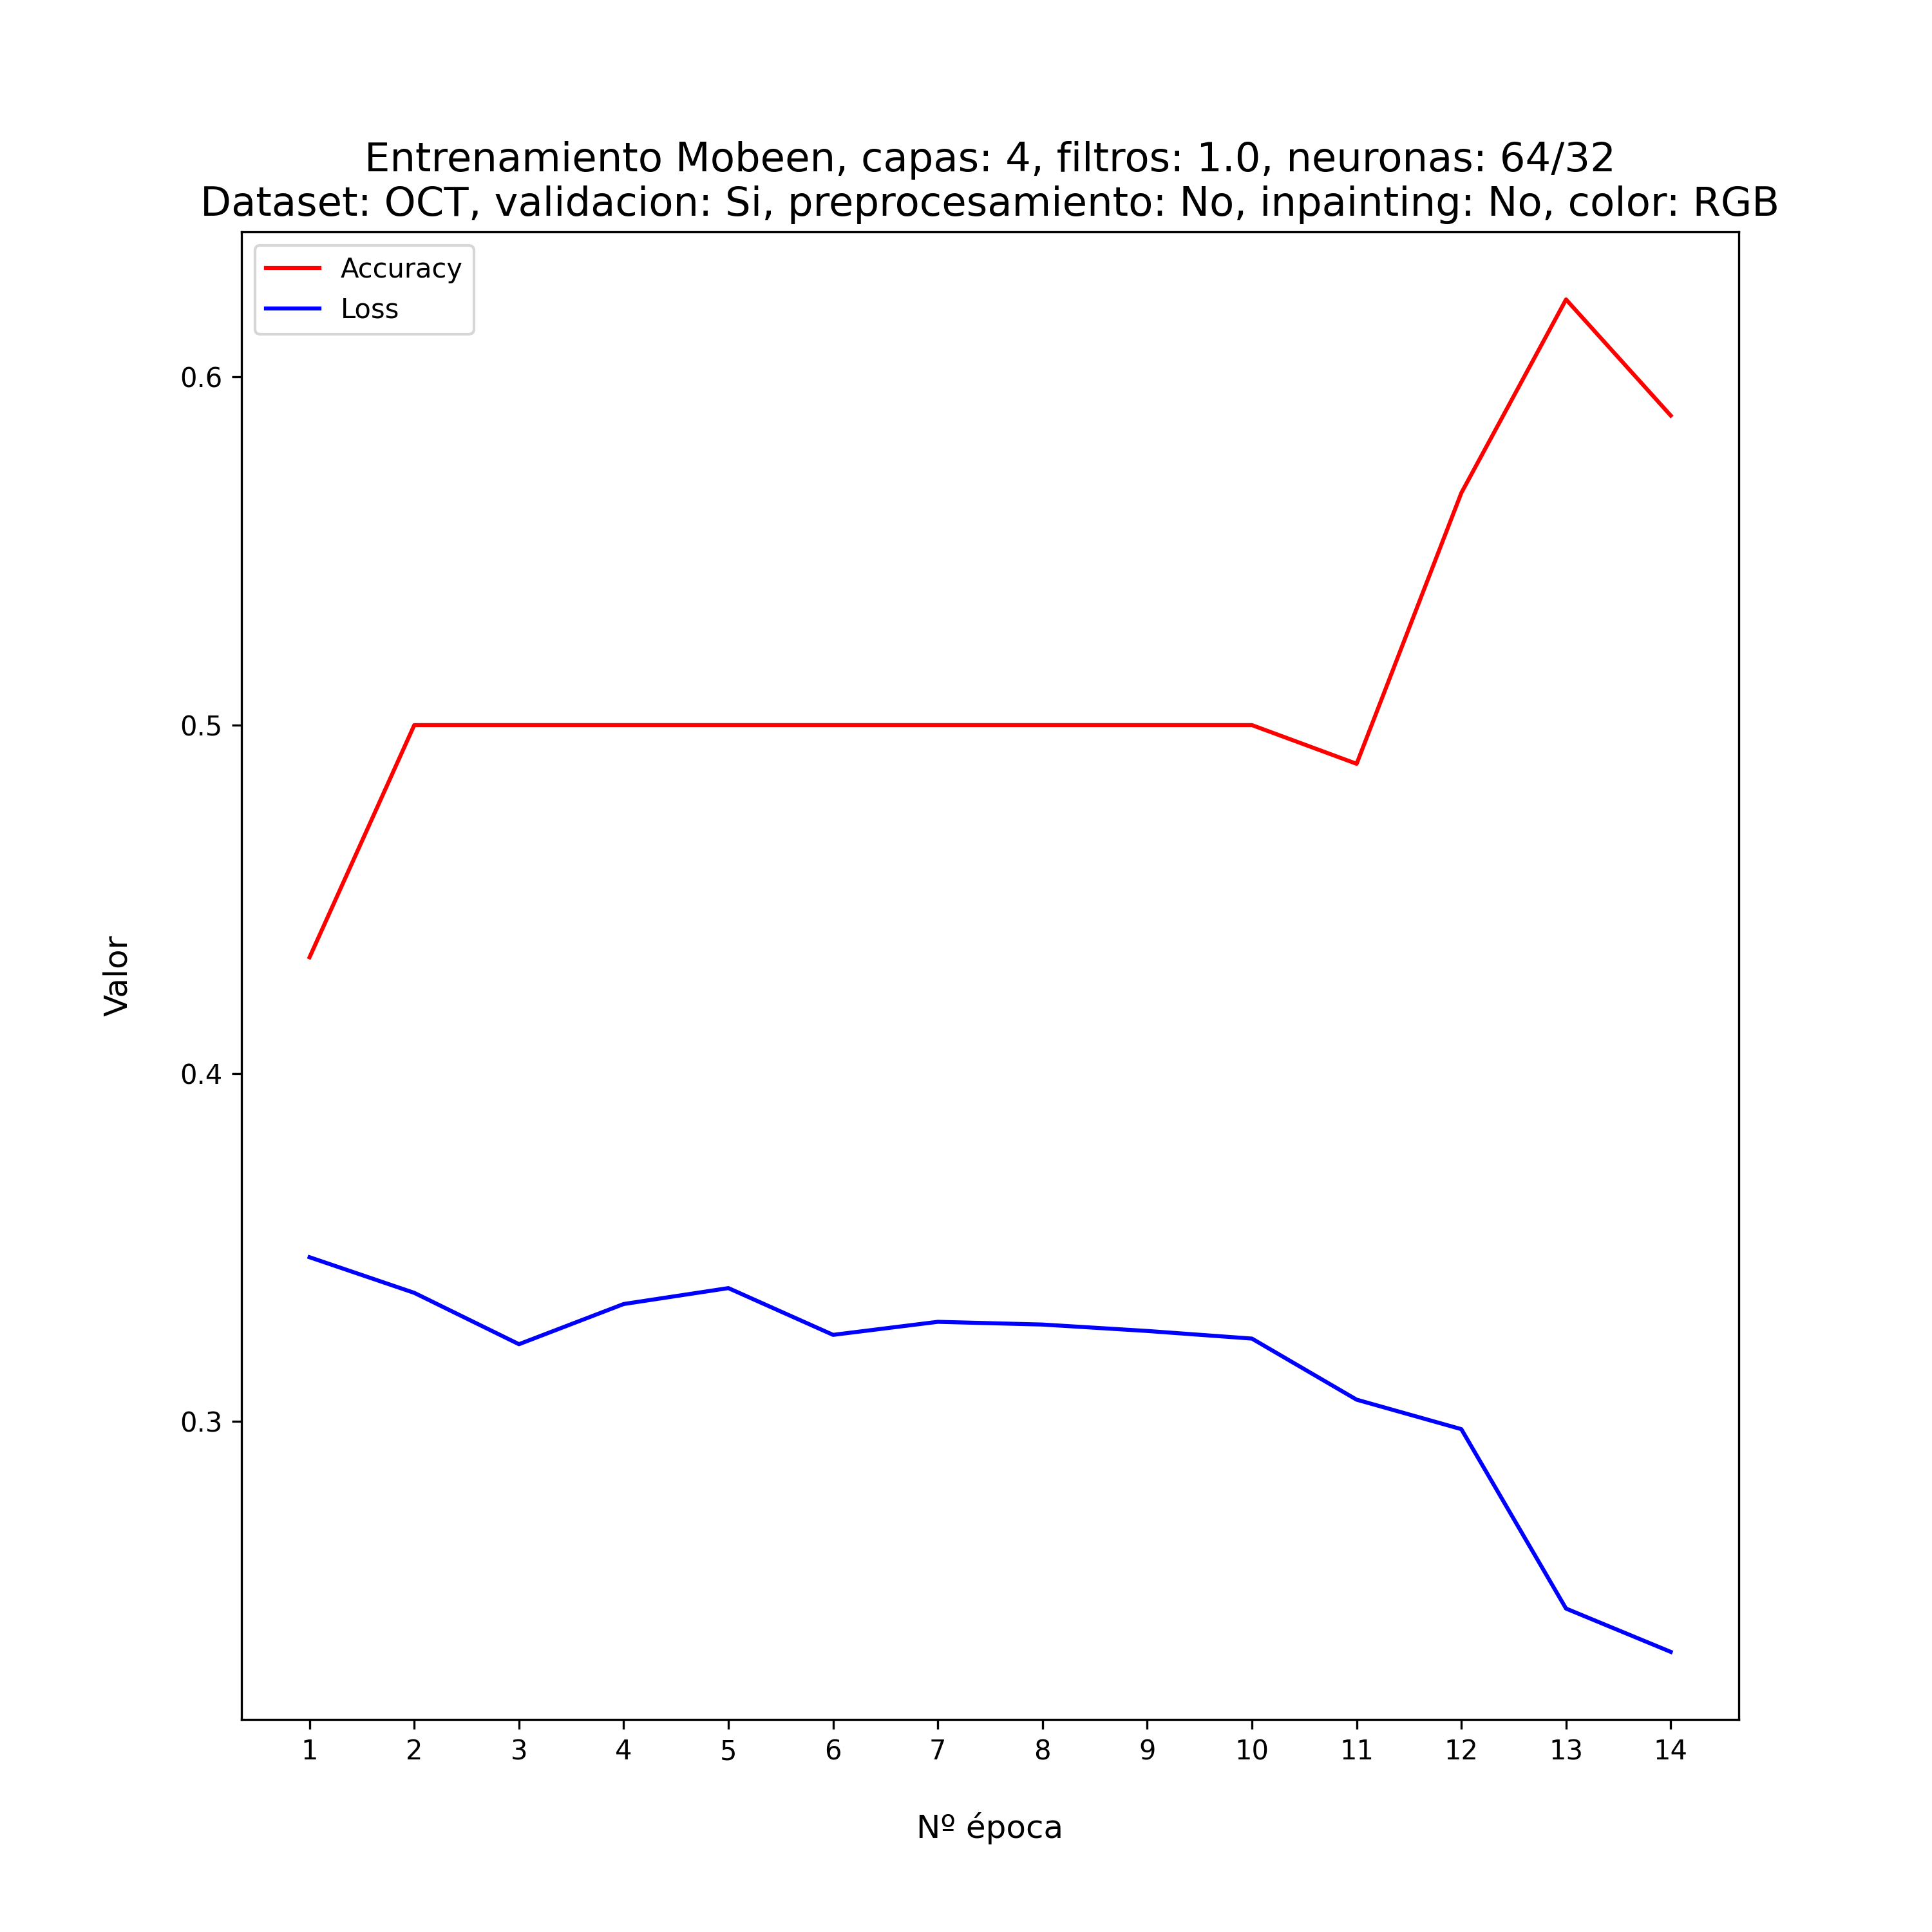 Entrenamiento Mobeen, capas: 4, filtros: 1.0, neuronas: 64/32
Dataset: OCT, validacion: Si, preprocesamiento: No, inpainting: No, color: RGB
Accuracy
Loss
0.6
0.5
0.4
0.3
Valor
1 2 3 4 5 6 7 8 9 10 11 12 13 14
Nº época